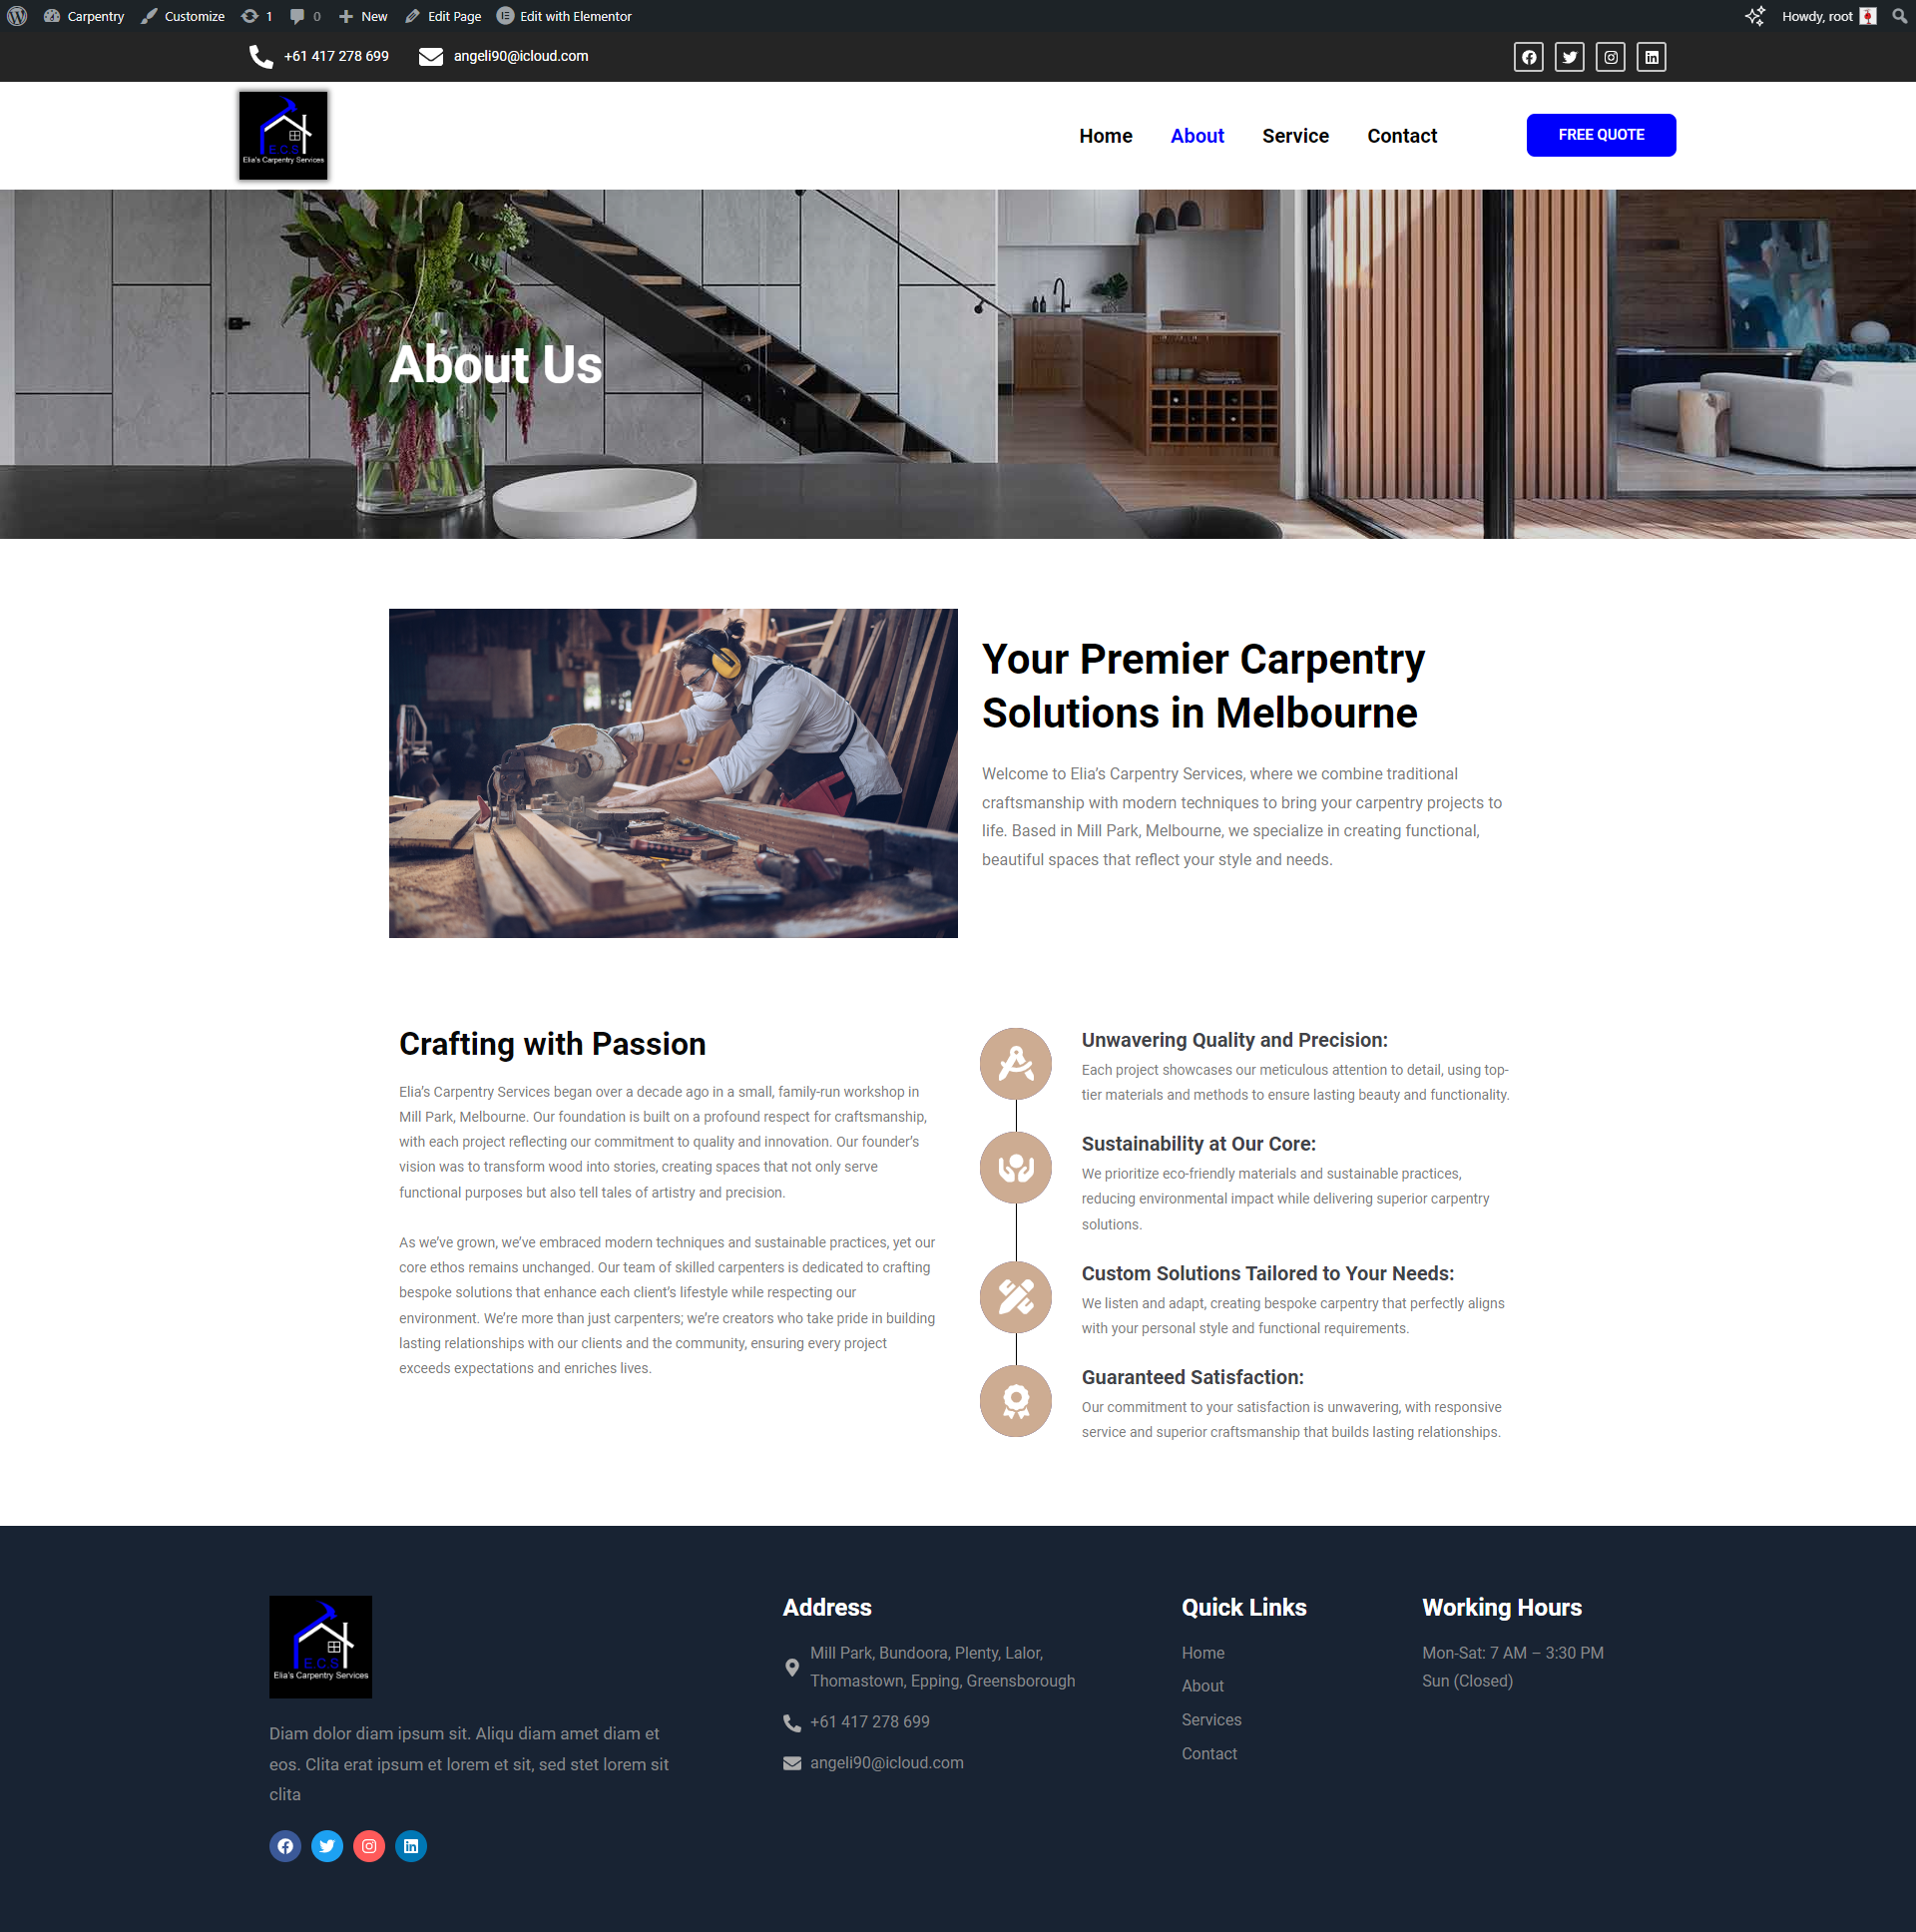 Carpentry Customize 1 0 New Edit Page Edit with Elementor Howdy, root
+61 417 278 699 angeli90@icloud.com
ECS
Elia's Carpentry Services
Home About Service Contact FREE QUOTE
About Us
Your Premier Carpentry
Solutions in Melbourne
Welcome to Elia’s Carpentry Services, where we combine traditional
craftsmanship with modern techniques to bring your carpentry projects to
life. Based in Mill Park, Melbourne, we specialize in creating functional,
beautiful spaces that reflect your style and needs.
Crafting with Passion
Elia’s Carpentry Services began over a decade ago in a small, family-run workshop in
Mill Park, Melbourne. Our foundation is built on a profound respect for craftsmanship,
with each project reflecting our commitment to quality and innovation. Our founder’s
vision was to transform wood into stories, creating spaces that not only serve
functional purposes but also tell tales of artistry and precision.
As we’ve grown, we’ve embraced modern techniques and sustainable practices, yet our
core ethos remains unchanged. Our team of skilled carpenters is dedicated to crafting
bespoke solutions that enhance each client’s lifestyle while respecting our
environment. We’re more than just carpenters; we’re creators who take pride in building
lasting relationships with our clients and the community, ensuring every project
exceeds expectations and enriches lives.
Unwavering Quality and Precision:
Each project showcases our meticulous attention to detail, using top-
tier materials and methods to ensure lasting beauty and functionality.
Sustainability at Our Core:
We prioritize eco-friendly materials and sustainable practices,
reducing environmental impact while delivering superior carpentry
solutions.
Custom Solutions Tailored to Your Needs:
We listen and adapt, creating bespoke carpentry that perfectly aligns
with your personal style and functional requirements.
Guaranteed Satisfaction:
Our commitment to your satisfaction is unwavering, with responsive
service and superior craftsmanship that builds lasting relationships.
E.C.S
Elia's Carpentry Services
Diam dolor diam ipsum sit. Aliqu diam amet diam et
eos. Clita erat ipsum et lorem et sit, sed stet lorem sit
clita
Address
Mill Park, Bundoora, Plenty, Lalor,
Thomastown, Epping, Greensborough
+61 417 278 699
angeli90@icloud.com
Quick Links
Home
About
Services
Contact
Working Hours
Mon-Sat: 7 AM – 3:30 PM
Sun (Closed)